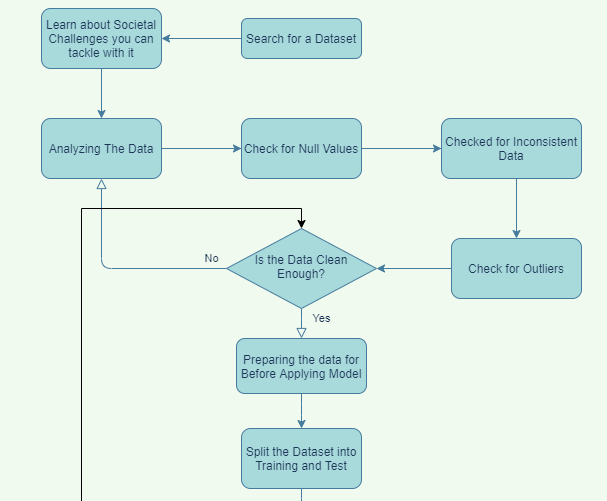 Learn about Societal
Challenges you can
tackle with it
Search for a Dataset
Analyzing The Data
Check for Null Values
Checked for Inconsistent
Data
Check for Outliers
Is the Data Clean
Enough?
No
Yes
Preparing the data for
Before Applying Model
Split the Dataset into
Training and Test